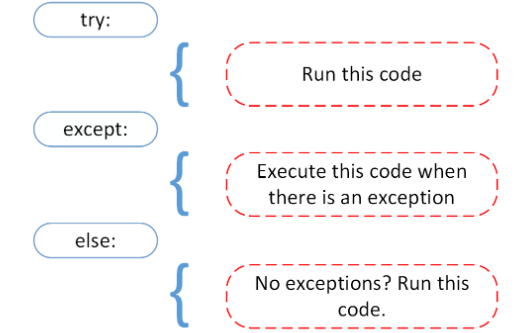 try:
Run this code
except:
Execute this code when
there is an exception
else:
No exceptions? Run this
code.